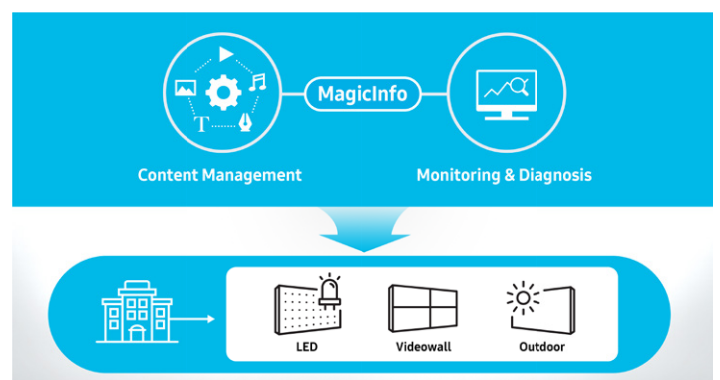 MagicInfo
T
Content Management
Monitoring & Diagnosis
LED
Videowall
Outdoor